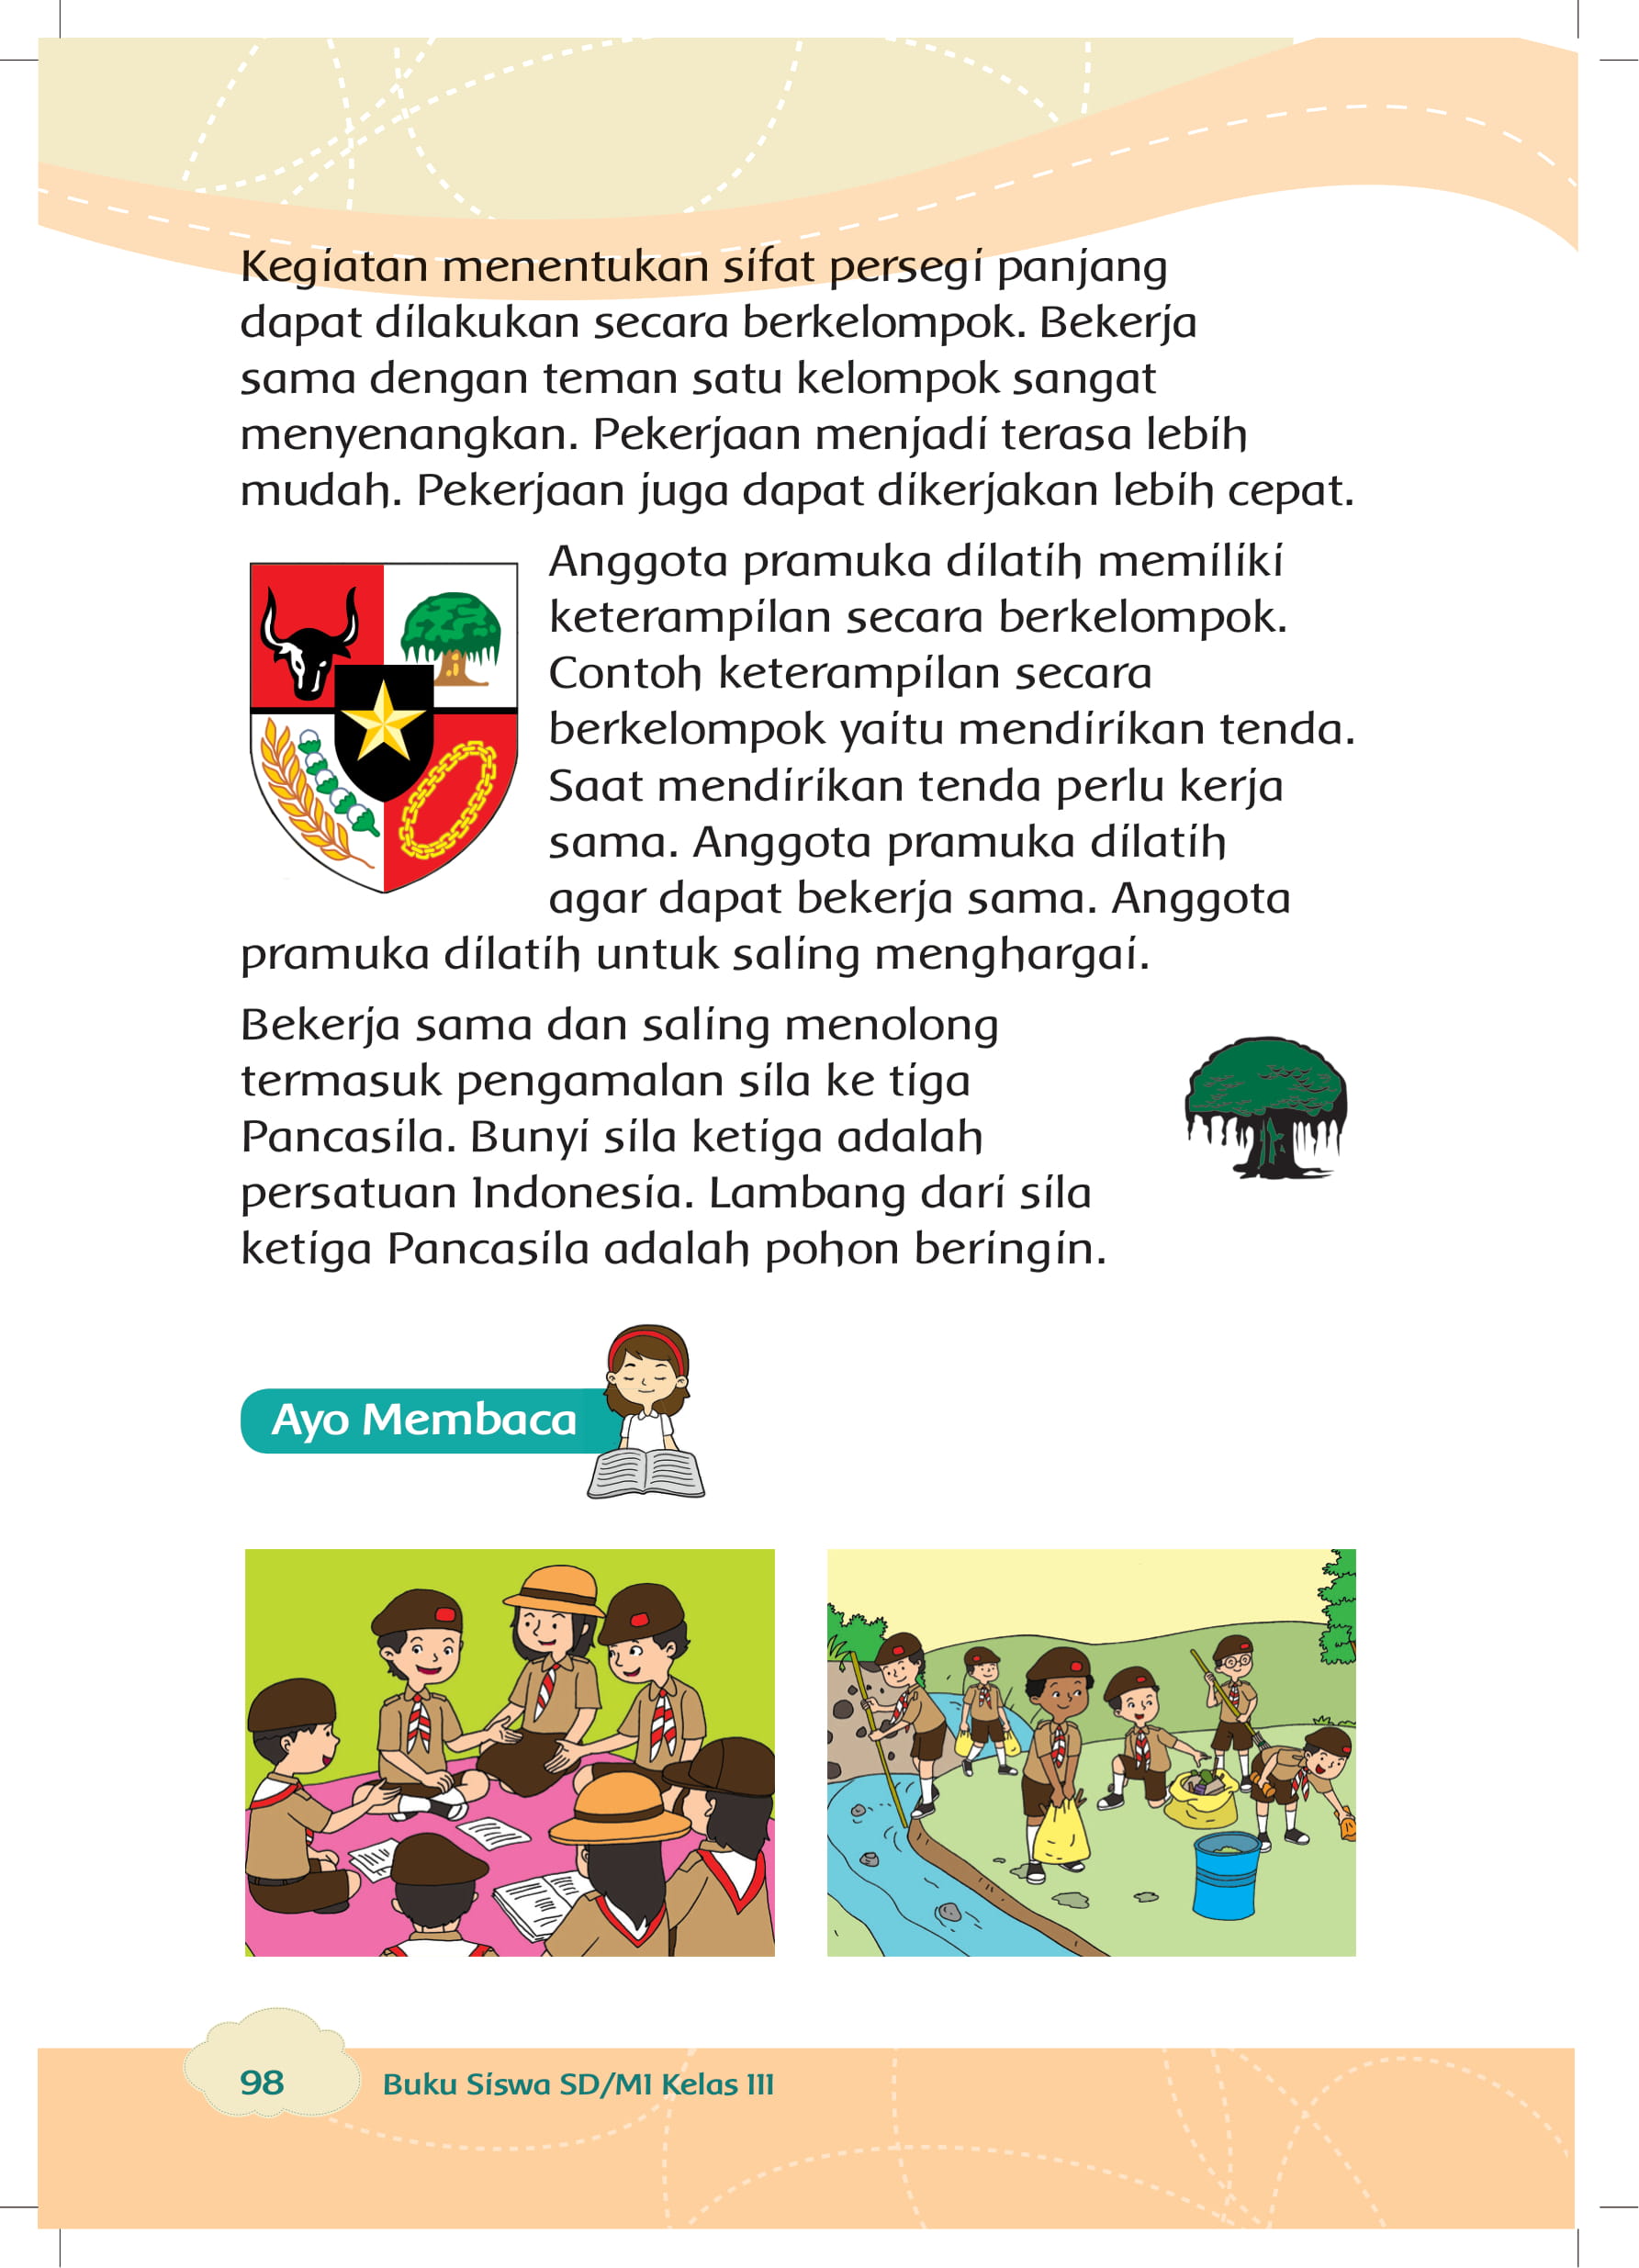 Kegiatan menentukan sifat persegi panjang
dapat dilakukan secara berkelompok. Bekerja
sama dengan teman satu kelompok sangat
menyenangkan. Pekerjaan menjadi terasa lebih
mudah. Pekerjaan juga dapat dikerjakan lebih cepat.
Anggota pramuka dilatih memiliki
keterampilan secara berkelompok.
Contoh keterampilan secara
berkelompok yaitu mendirikan tenda.
Saat mendirikan tenda perlu kerja
sama. Anggota pramuka dilatih
agar dapat bekerja sama. Anggota
pramuka dilatih untuk saling menghargai.
Bekerja sama dan saling menolong
termasuk pengamalan sila ke tiga
Pancasila. Bunyi sila ketiga adalah
persatuan Indonesia. Lambang dari sila
ketiga Pancasila adalah pohon beringin.
Ayo Membaca
98
Buku Siswa SD/MI Kelas III